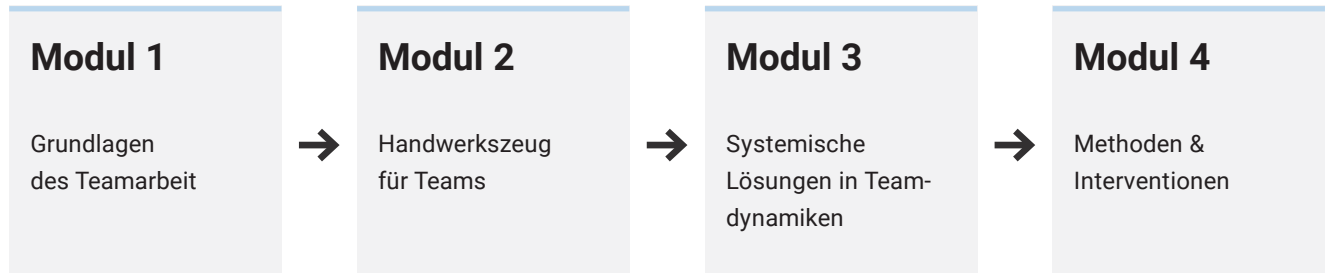 Modul 1
Grundlagen
des Teamarbeit
Modul 2
Handwerkszeug
für Teams
Modul 3
Systemische
Lösungen in Team-
dynamiken
Modul 4
Methoden &
Interventionen